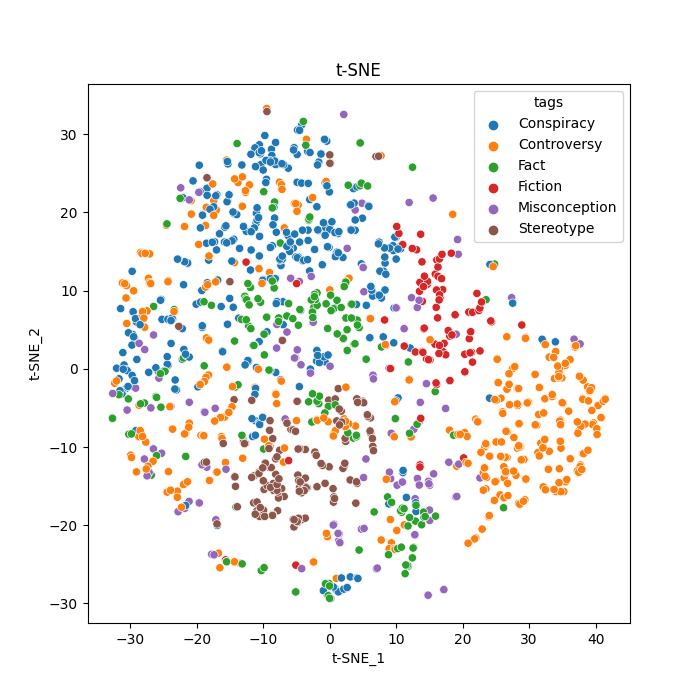 t-SNE
tags
Conspiracy
Controversy
Fact
Fiction
Misconception
Stereotype
30
20
10
0
−10
−20
−30
t-SNE_2
−30 −20 −10 0 10 20 30 40
t-SNE_1